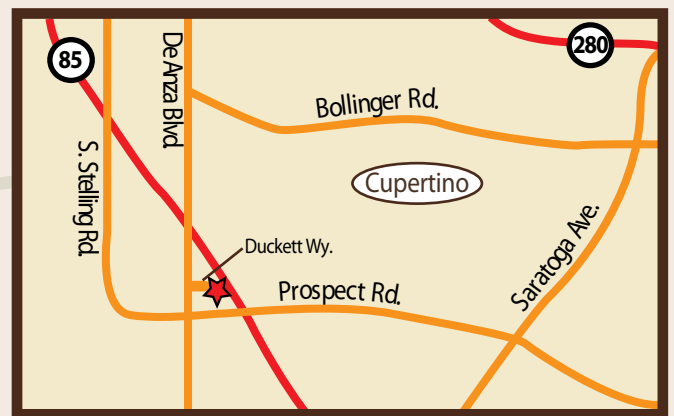 85
280
De Anza Blvd.
Bollinger Rd.
S. Stelling Rd.
Cupertino
Saratoga Ave.
Duckett Wy.
Prospect Rd.